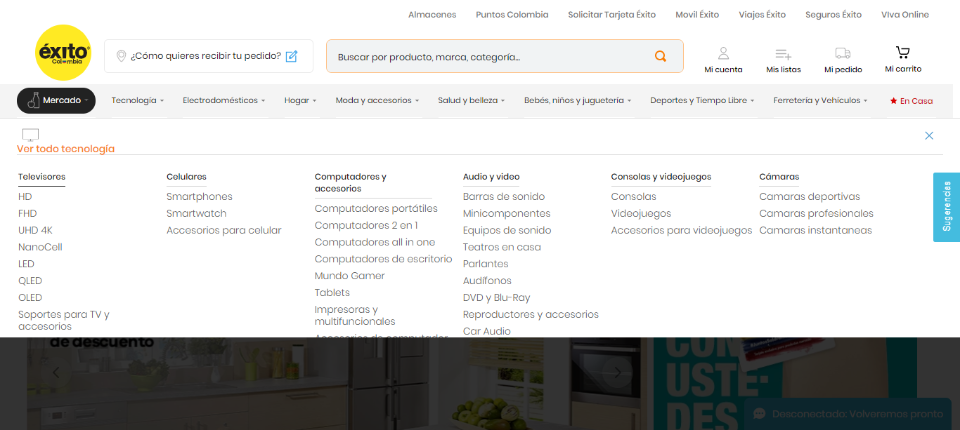 Almacenes Puntos Colombia Solicitar Tarjeta Éxito Movil Éxito Viajes Éxito Seguros Éxito VIva Online
éxito
Colombia
¿Cómo quieres recibir tu pedido?
Buscar por producto, marca, categoría...
Mi cuenta Mis listas Mi pedido Mi carrito
Mercado Tecnología Electrodomésticos Hogar Moda y accesorios Salud y belleza Bebés, niños y juguetería Deportes y Tiempo Libre Ferretería y Vehículos En Casa
Ver todo tecnología
Televisores
HD
FHD
UHD 4K
NanoCell
LED
QLED
OLED
Soportes para TV y
accesorios
Celulares
Smartphones
Smartwatch
Accesorios para celular
Computadores y
accesorios
Computadores portátiles
Computadores 2 en 1
Computadores all in one
Computadores de escritorio
Mundo Gamer
Tablets
Impresoras y
multifuncionales
Accesorios de computador
Audio y video
Barras de sonido
Minicomponentes
Equipos de sonido
Teatros en casa
Parlantes
Audífonos
DVD y Blu-Ray
Reproductores y accesorios
Car Audio
Consolas y videojuegos
Consolas
Videojuegos
Accesorios para videojuegos
Cámaras
Camaras deportivas
Camaras profesionales
Camaras instantaneas
Sugerencias
de descuento
CON
USTE-
DES
Desconectado: Volveremos pronto